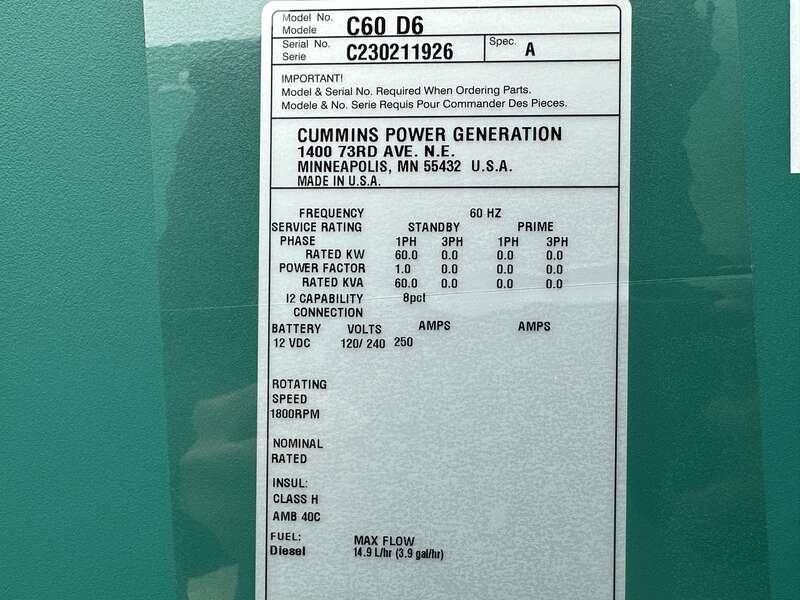 Model No. C60 D6
Modele
Serial No. C230211926 Spec. A
Serie
IMPORTANT!
Model & Serial No. Required When Ordering Parts.
Modele & No. Serie Requis Pour Commander Des Pieces.
CUMMINS POWER GENERATION
1400 73RD AVE. N.E.
MINNEAPOLIS, MN 55432 U.S.A.
MADE IN U.S.A.
FREQUENCY 60 HZ
SERVICE RATING STANDBY PRIME
PHASE 1PH 3PH 1PH 3PH
RATED KW 60.0 0.0 0.0 0.0
POWER FACTOR 1.0 0.0 0.0 0.0
RATED KVA 60.0 0.0 0.0 0.0
I2 CAPABILITY 8pct
CONNECTION
BATTERY VOLTS AMPS AMPS
12 VDC 120/ 240 250
ROTATING
SPEED
1800RPM
NOMINAL
RATED
INSUL:
CLASS H
AMB 40C
FUEL: MAX FLOW
Diesel 14.9 L/hr (3.9 gal/hr)